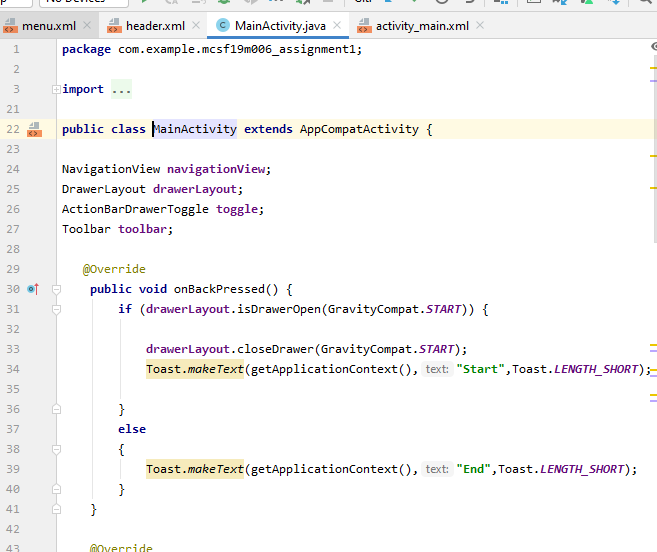 menu.xml header.xml MainActivity.java activity_main.xml
1 package com.example.mcsf19m006_assignment1;
2
3 import ...
21
22 public class MainActivity extends AppCompatActivity {
23
24 NavigationView navigationView;
25 DrawerLayout drawerLayout;
26 ActionBarDrawerToggle toggle;
27 Toolbar toolbar;
28
29 @Override
30 public void onBackPressed() {
31 if (drawerLayout.isDrawerOpen(GravityCompat.START)) {
32
33 drawerLayout.closeDrawer(GravityCompat.START);
34 Toast.makeText(getApplicationContext(), text: "Start",Toast.LENGTH_SHORT);
35
36 }
37 else
38 {
39 Toast.makeText(getApplicationContext(), text: "End",Toast.LENGTH_SHORT);
40 }
41 }
42
43 @Override